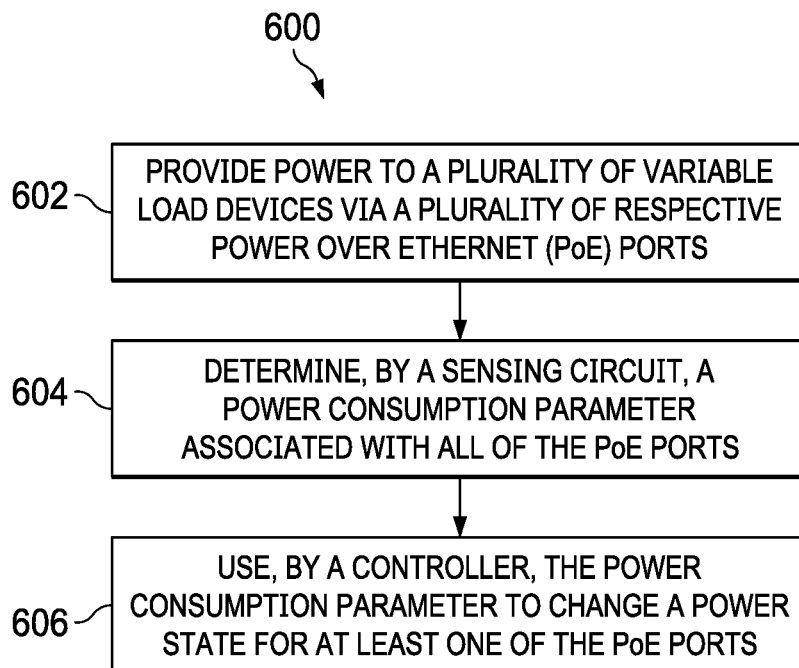 600
602
PROVIDE POWER TO A PLURALITY OF VARIABLE
LOAD DEVICES VIA A PLURALITY OF RESPECTIVE
POWER OVER ETHERNET (PoE) PORTS
604
DETERMINE, BY A SENSING CIRCUIT, A
POWER CONSUMPTION PARAMETER
ASSOCIATED WITH ALL OF THE PoE PORTS
606
USE, BY A CONTROLLER, THE POWER
CONSUMPTION PARAMETER TO CHANGE A POWER
STATE FOR AT LEAST ONE OF THE PoE PORTS